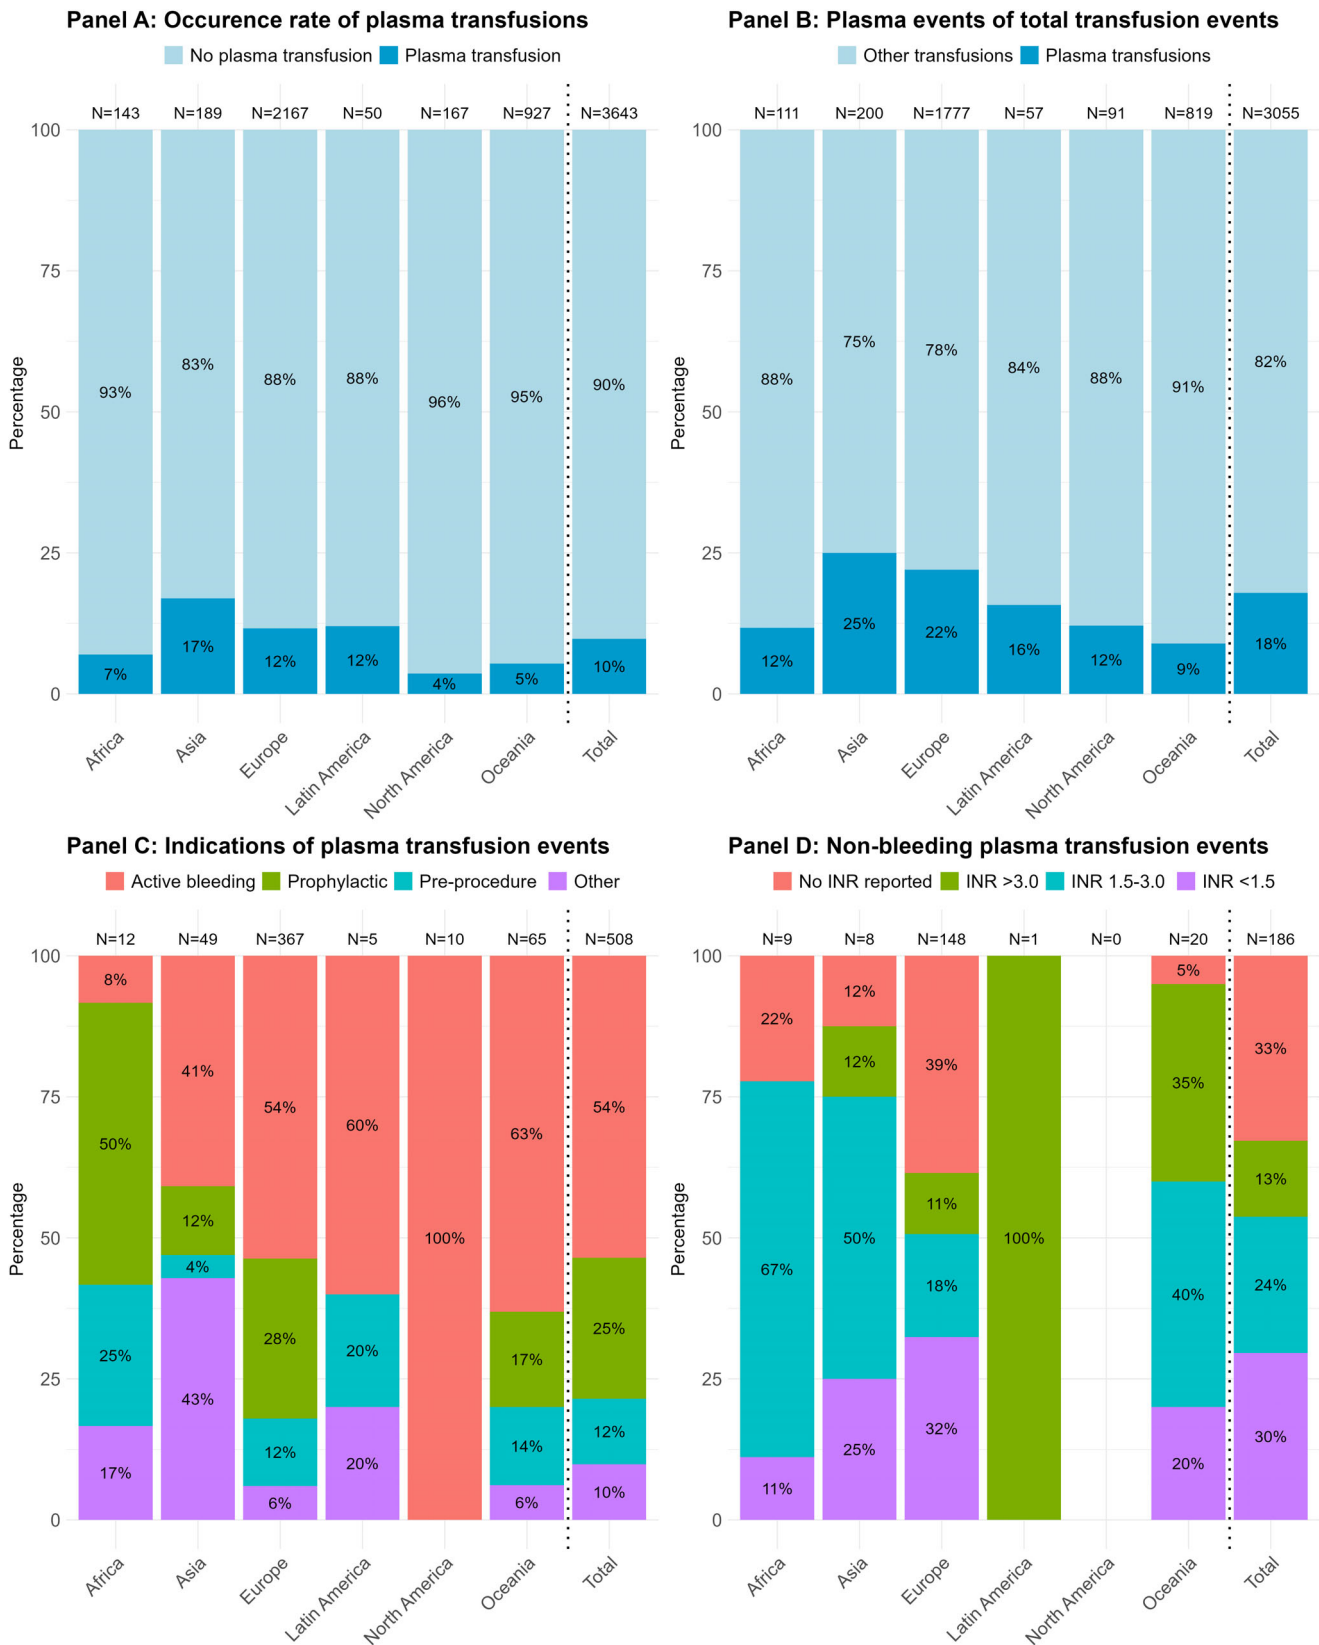 Panel A: Occurence rate of plasma transfusions
No plasma transfusion Plasma transfusion
N=143 N=189 N=2167 N=50 N=167 N=927 N=3643
100
75
50
25
0
Percentage
93% 83% 88% 88% 96% 95% 90%
7% 17% 12% 12% 4% 5% 10%
Africa Asia Europe Latin America North America Oceania Total
Panel B: Plasma events of total transfusion events
Other transfusions Plasma transfusions
N=111 N=200 N=1777 N=57 N=91 N=819 N=3055
100
75
50
25
0
Percentage
88% 75% 78% 84% 88% 91% 82%
12% 25% 22% 16% 12% 9% 18%
Africa Asia Europe Latin America North America Oceania Total
Panel C: Indications of plasma transfusion events
Active bleeding Prophylactic Pre-procedure Other
N=12 N=49 N=367 N=5 N=10 N=65 N=508
100
75
50
25
0
Percentage
8% 41% 54% 60% 100% 63% 54%
50% 12% 28% 17% 25%
25% 4% 12% 20% 14% 12%
17% 43% 6% 20% 6% 10%
Africa Asia Europe Latin America North America Oceania Total
Panel D: Non-bleeding plasma transfusion events
No INR reported INR >3.0 INR 1.5-3.0 INR <1.5
N=9 N=8 N=148 N=1 N=0 N=20 N=186
100
75
50
25
0
Percentage
22% 12% 39% 5% 33%
12% 11% 100% 35% 13%
67% 50% 18% 40% 24%
11% 25% 32% 20% 30%
Africa Asia Europe Latin America North America Oceania Total